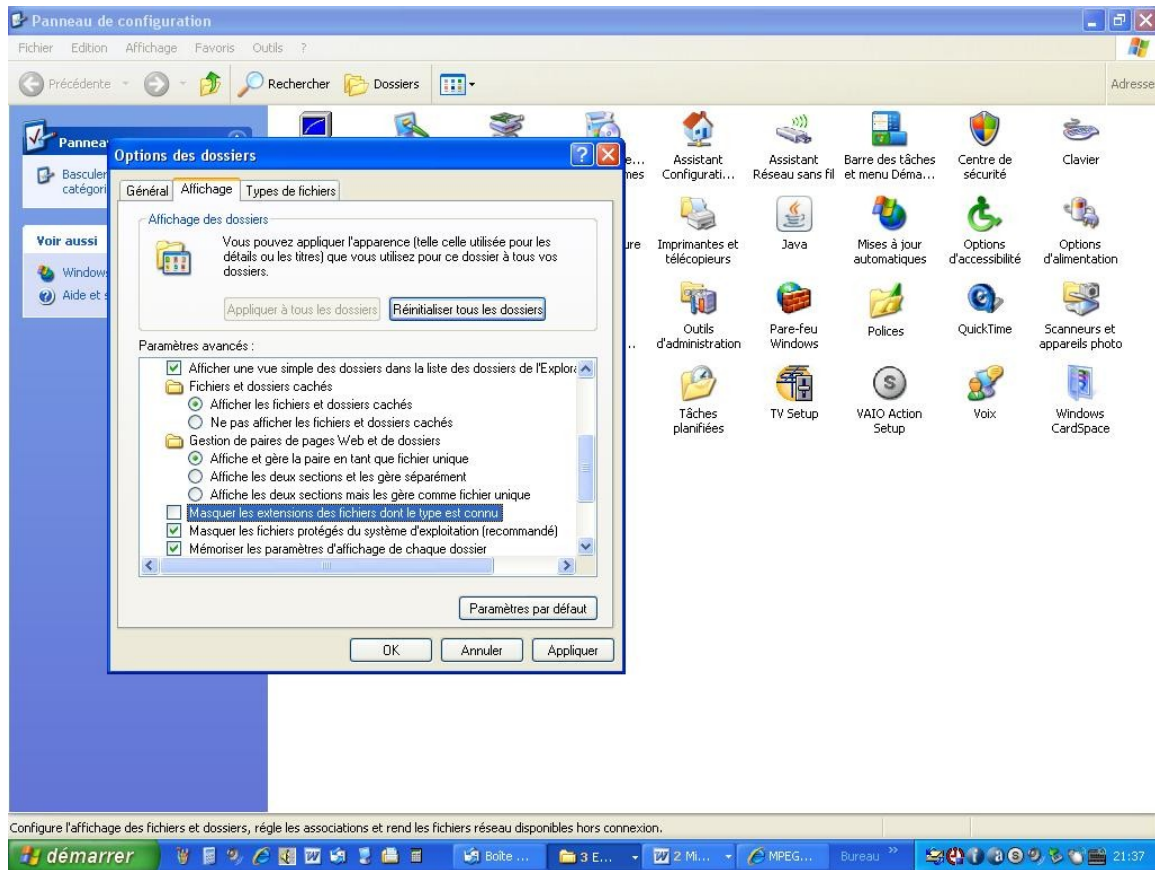 Panneau de configuration
Fichier Edition Affichage Favoris Outils ?
Précédente Rechercher Dossiers Adresse
Pannea
Basculer
catégori
Voir aussi
Window
Aide et s
Options des dossiers
Général Affichage Types de fichiers
Affichage des dossiers
Vous pouvez appliquer l'apparence (telle celle utilisée pour les
détails ou les titres) que vous utilisez pour ce dossier à tous vos
dossiers.
Appliquer à tous les dossiers Réinitialiser tous les dossiers
Paramètres avancés :
Afficher une vue simple des dossiers dans la liste des dossiers de l'Explora
Fichiers et dossiers cachés
Afficher les fichiers et dossiers cachés
Ne pas afficher les fichiers et dossiers cachés
Gestion de paires de pages Web et de dossiers
Affiche et gère la paire en tant que fichier unique
Affiche les deux sections et les gère séparément
Affiche les deux sections mais les gère comme fichier unique
Masquer les extensions des fichiers dont le type est connu
Masquer les fichiers protégés du système d'exploitation (recommandé)
Mémoriser les paramètres d'affichage de chaque dossier
Paramètres par défaut
OK Annuler Appliquer
e...
mes
Assistant
Configurati...
Assistant
Réseau sans fil
Barre des tâches
et menu Déma...
Centre de
sécurité
Clavier
ure
Imprimantes et
télécopieurs
Java
Mises à jour
automatiques
Options
d'accessibilité
Options
d'alimentation
..
Outils
d'administration
Pare-feu
Windows
Polices
QuickTime
Scanneurs et
appareils photo
Tâches
planifiées
TV Setup
VAIO Action
Setup
Voix
Windows
CardSpace
Configure l'affichage des fichiers et dossiers, régle les associations et rend les fichiers réseau disponibles hors connexion.
démarrer Boîte ... 3 E... 2 Mi... MPEG... Bureau » 21:37